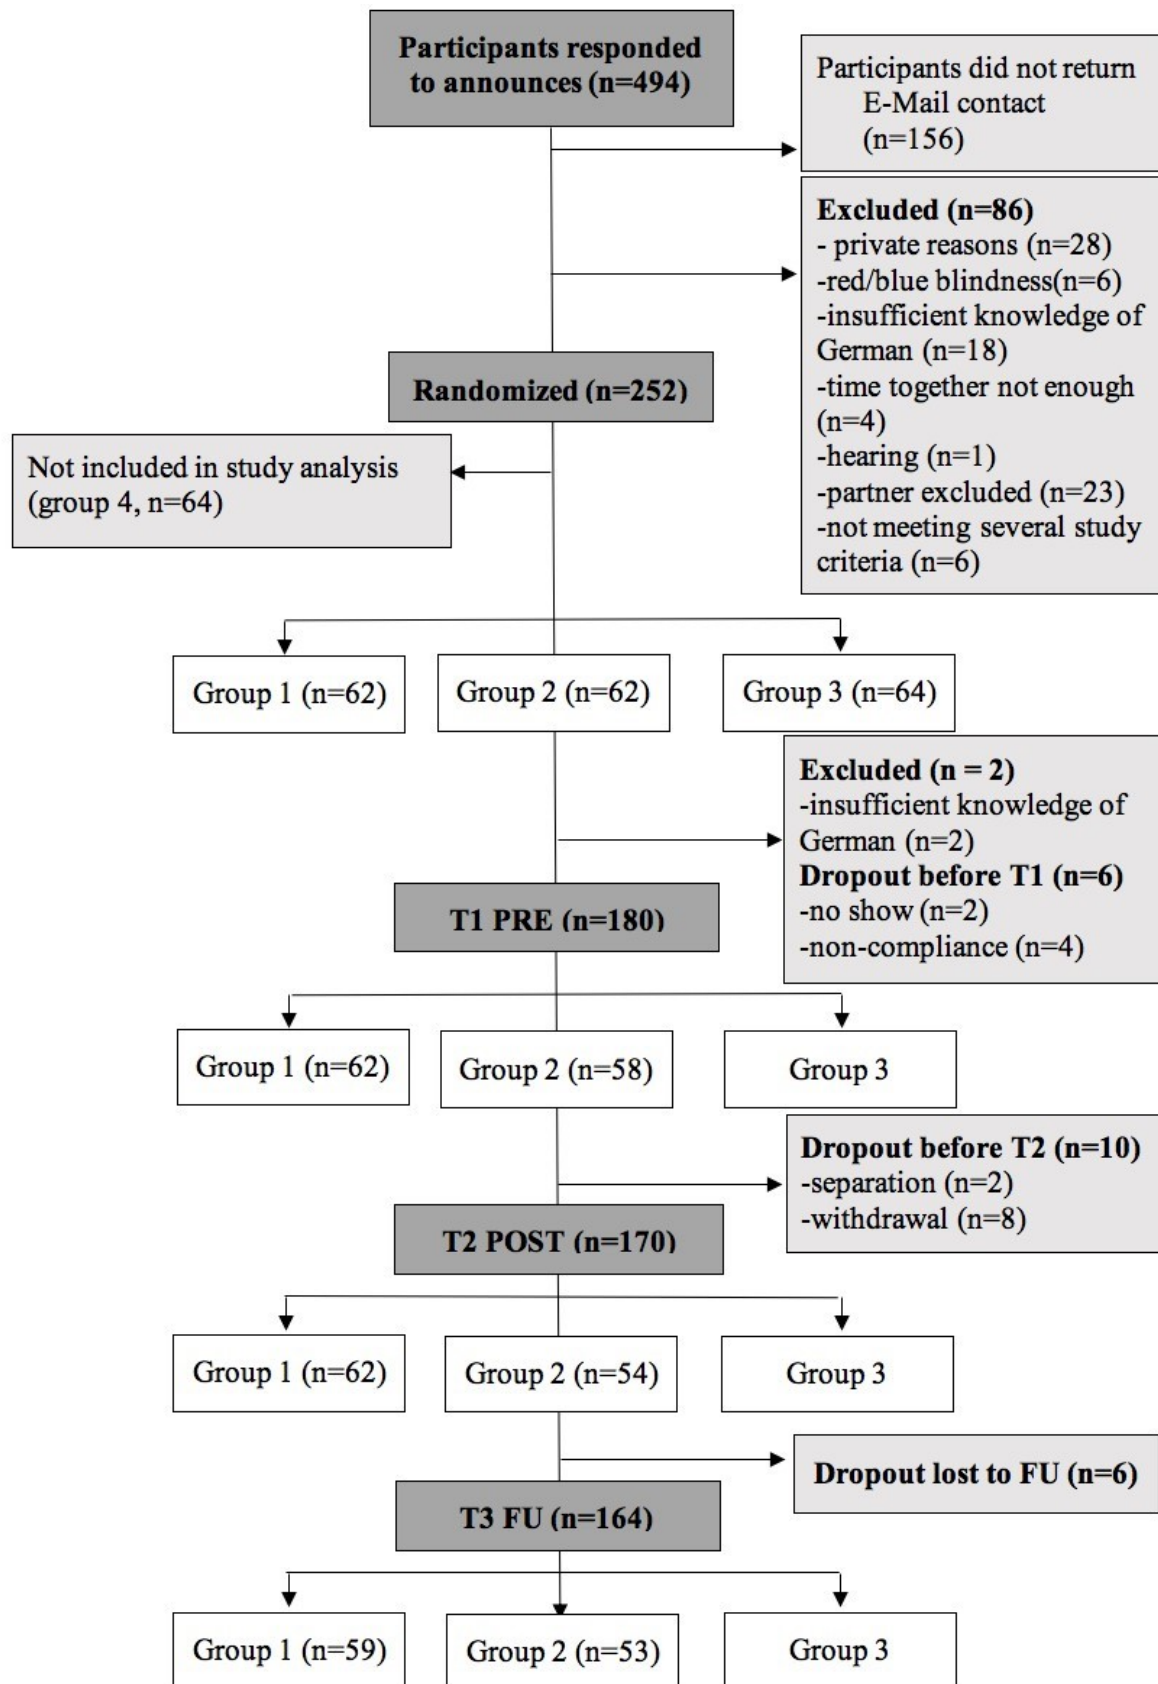 Participants responded
to announces (n=494)
Participants did not return
E-Mail contact
(n=156)
Excluded (n=86)
- private reasons (n=28)
-red/blue blindness(n=6)
-insufficient knowledge of
German (n=18)
-time together not enough
(n=4)
-hearing (n=1)
-partner excluded (n=23)
-not meeting several study
criteria (n=6)
Randomized (n=252)
Not included in study analysis
(group 4, n=64)
Group 1 (n=62)
Group 2 (n=62)
Group 3 (n=64)
Excluded (n = 2)
-insufficient knowledge of
German (n=2)
Dropout before T1 (n=6)
-no show (n=2)
-non-compliance (n=4)
T1 PRE (n=180)
Group 1 (n=62)
Group 2 (n=58)
Group 3
Dropout before T2 (n=10)
-separation (n=2)
-withdrawal (n=8)
T2 POST (n=170)
Group 1 (n=62)
Group 2 (n=54)
Group 3
Dropout lost to FU (n=6)
T3 FU (n=164)
Group 1 (n=59)
Group 2 (n=53)
Group 3